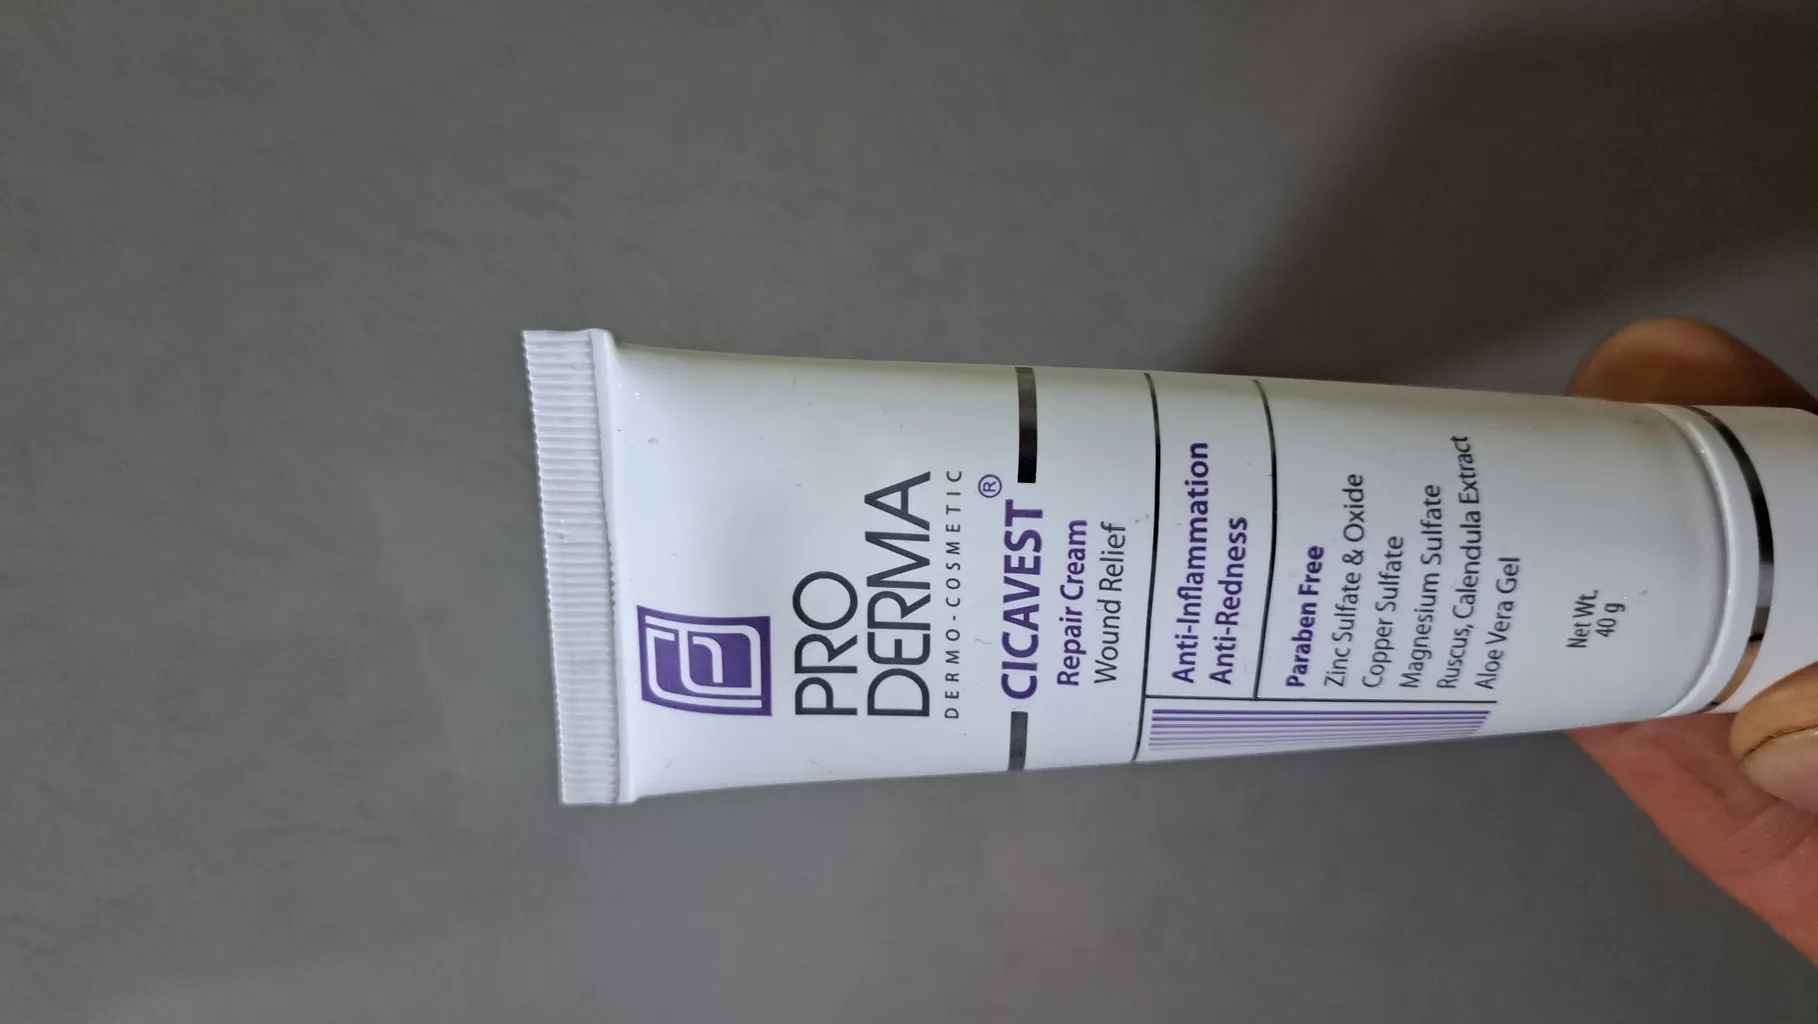 PRO
DERMA
DERMO-COSMETIC
CICAVEST®
Repair Cream
Wound Relief
Anti-Inflammation
Anti-Redness
Paraben Free
Zinc Sulfate & Oxide
Copper Sulfate
Magnesium Sulfate
Ruscus, Calendula Extract
Aloe Vera Gel
Net Wt.
40 g